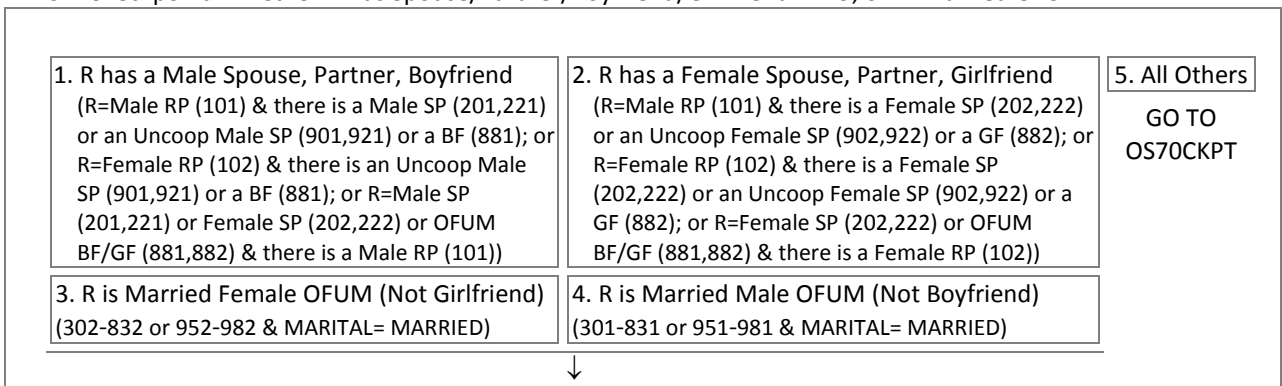 1. R has a Male Spouse, Partner, Boyfriend
(R=Male RP (101) & there is a Male SP (201,221)
or an Uncoop Male SP (901,921) or a BF (881); or
R=Female RP (102) & there is an Uncoop Male
SP (901,921) or a BF (881); or R=Male SP
(201,221) or Female SP (202,222) or OFUM
BF/GF (881,882) & there is a Male RP (101))
2. R has a Female Spouse, Partner, Girlfriend
(R=Male RP (101) & there is a Female SP (202,222)
or an Uncoop Female SP (902,922) or a GF (882); or
R=Female RP (102) & there is a Female SP
(202,222) or an Uncoop Female SP (902,922) or a
GF (882); or R=Female SP (202,222) or OFUM
BF/GF (881,882) & there is a Female RP (102))
5. All Others
GO TO
OS70CKPT
3. R is Married Female OFUM (Not Girlfriend)
(302-832 or 952-982 & MARITAL= MARRIED)
4. R is Married Male OFUM (Not Boyfriend)
(301-831 or 951-981 & MARITAL= MARRIED)
↓